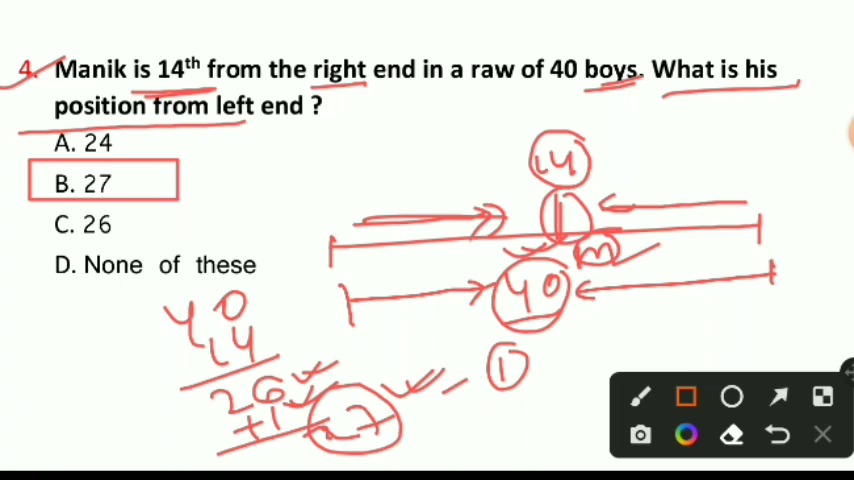 4. Manik is 14th from the right end in a raw of 40 boys. What is his
position from left end ?
A. 24
B. 27
C. 26
D. None of these
14
1
m
40
40
14
26
+1
27
1